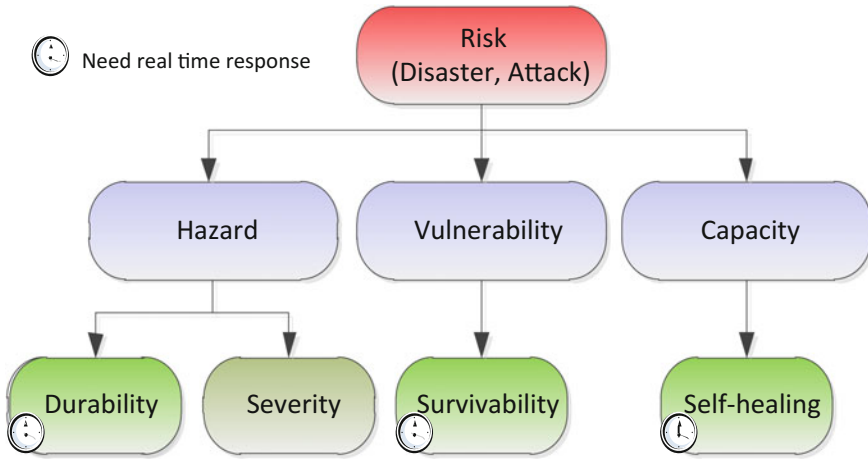 Need real time response
Risk
(Disaster, Attack)
Hazard
Vulnerability
Capacity
Durability
Severity
Survivability
Self-healing